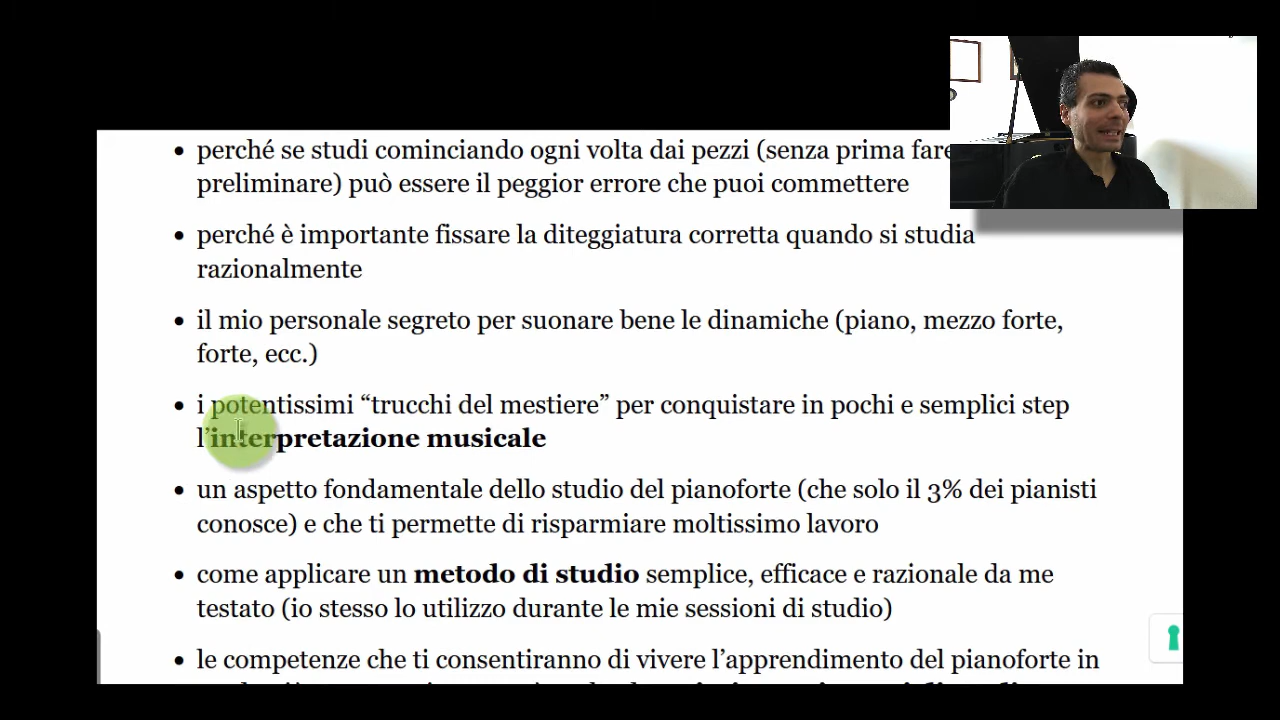 perché se studi coninciando ogni volta dai pezzi (senza prima fare
preliminare) può essere il peggior errore che puoi commettere
perché è importante fissare la diteggiatura corretta quando si studia
razionalmente
il mio personale segreto per suonare bene le dinamiche (piano, mezzo forte,
forte, ecc.)
i potentissimi “trucchi del mestiere” per conquistare in pochi e semplici step
l’interpretazione musicale
un aspetto fondamentale dello studio del pianoforte (che solo il 3% dei pianisti
conosce) e che ti permette di risparmiare moltissimo lavoro
come applicare un metodo di studio semplice, efficace e razionale da me
testato (io stesso lo utilizzo durante le mie sessioni di studio)
le competenze che ti consentiranno di vivere l’apprendimento del pianoforte in